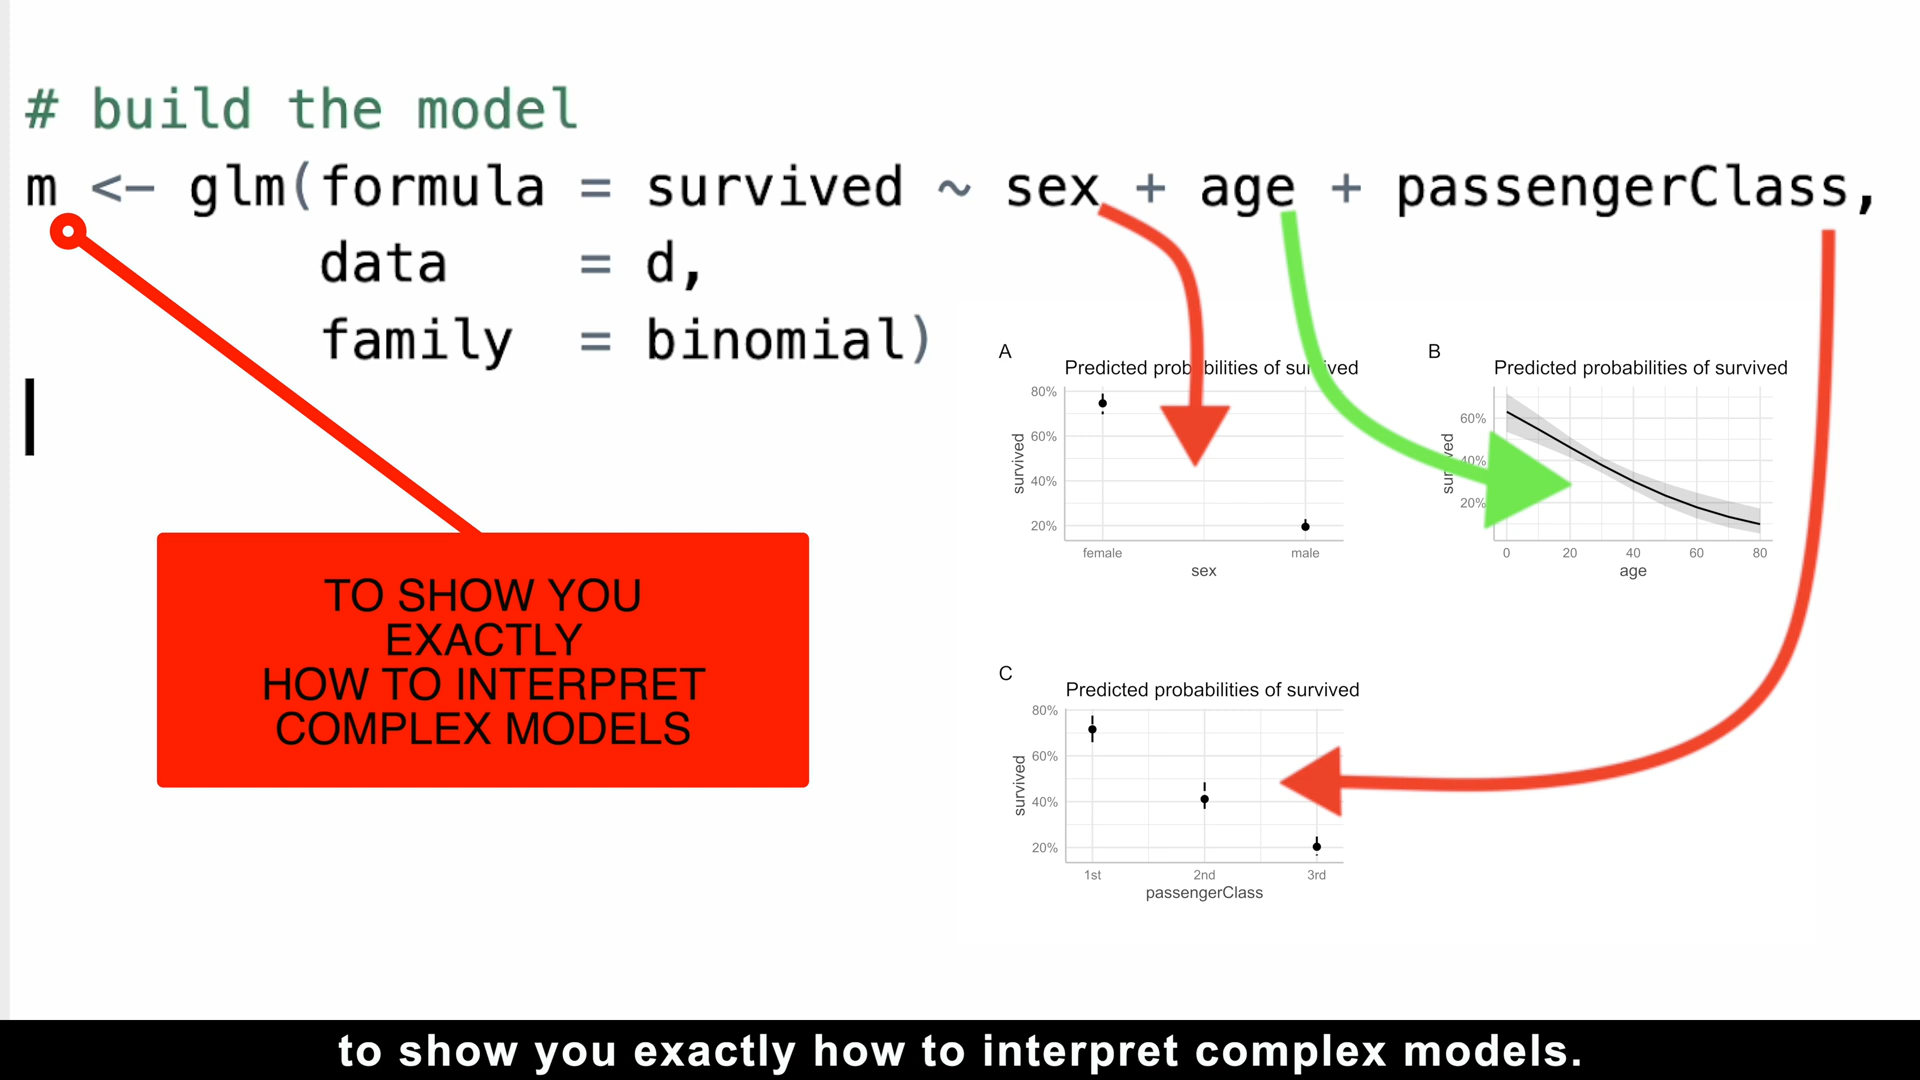 # build the model
m <- glm(formula = survived ~ sex + age + passengerClass,
data = d,
family = binomial)
TO SHOW YOU
EXACTLY
HOW TO INTERPRET
COMPLEX MODELS
A
Predicted probabilities of survived
80%
60%
40%
20%
survived
female male
sex
B
Predicted probabilities of survived
60%
40%
20%
survived
0 20 40 60 80
age
C
Predicted probabilities of survived
80%
60%
40%
20%
survived
1st 2nd 3rd
passengerClass
to show you exactly how to interpret complex models.